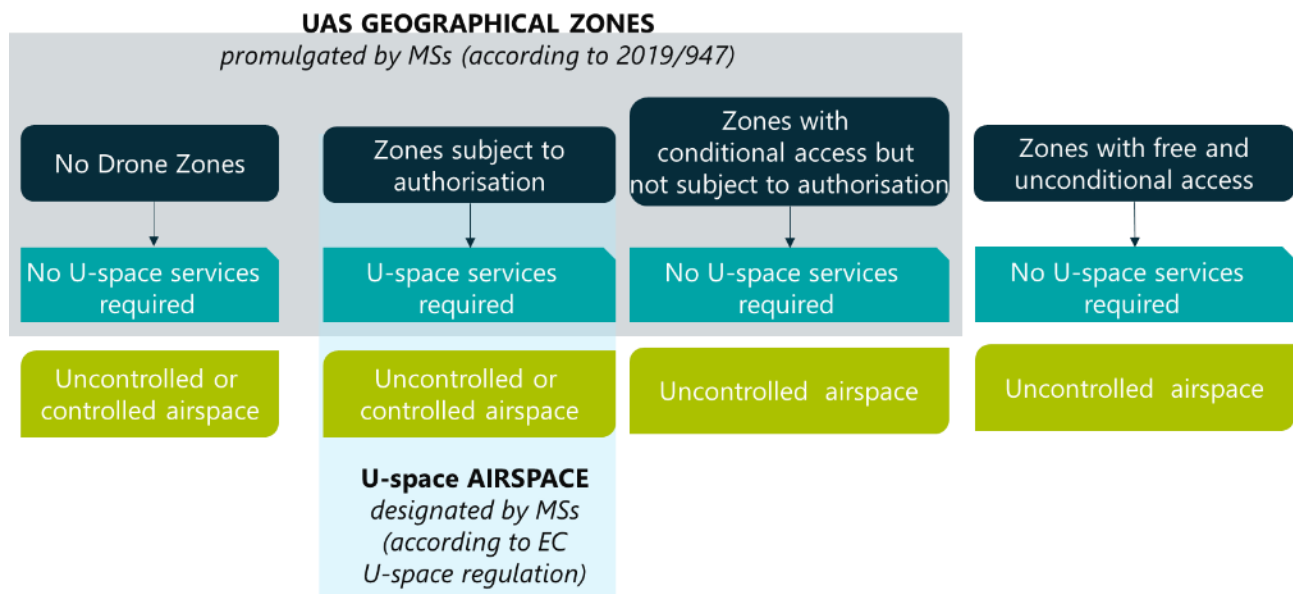 UAS GEOGRAPHICAL ZONES
promulgated by MSs (according to 2019/947)
No Drone Zones
Zones subject to
authorisation
Zones with
conditional access but
not subject to authorisation
Zones with free and
unconditional access
No U-space services
required
U-space services
required
No U-space services
required
No U-space services
required
Uncontrolled or
controlled airspace
Uncontrolled or
controlled airspace
Uncontrolled airspace
Uncontrolled airspace
U-space AIRSPACE
designated by MSs
(according to EC
U-space regulation)